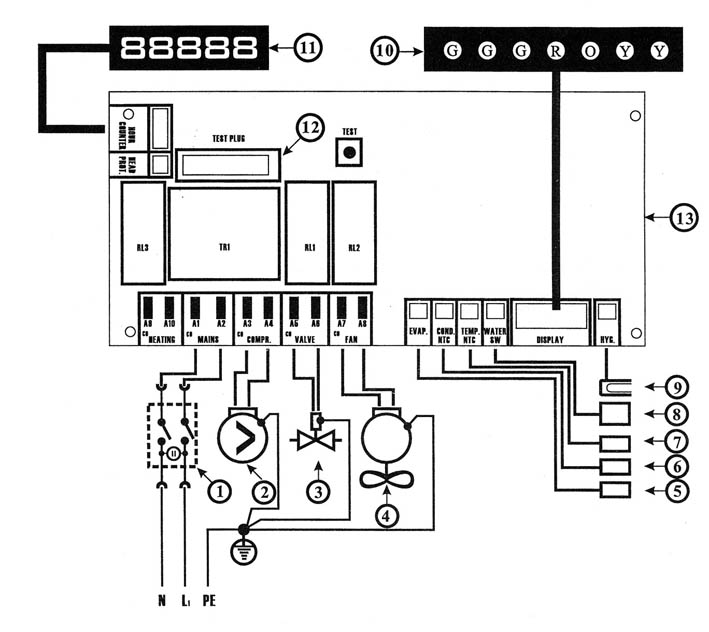 88888
11
10
G G G R O Y Y
HOUR COUNTER
HEAD PROT.
TEST PLUG
12
TEST
13
RL3
TR1
RL1
RL2
A9 A10 A1 A2 A3 A4 A5 A6 A7 A8
HEATING MAINS COMPR. VALVE FAN
EVAP. COND. NTC TEMP. NTC WATER SW DISPLAY HYG.
9
8
7
6
5
1
2
3
4
N L1 PE